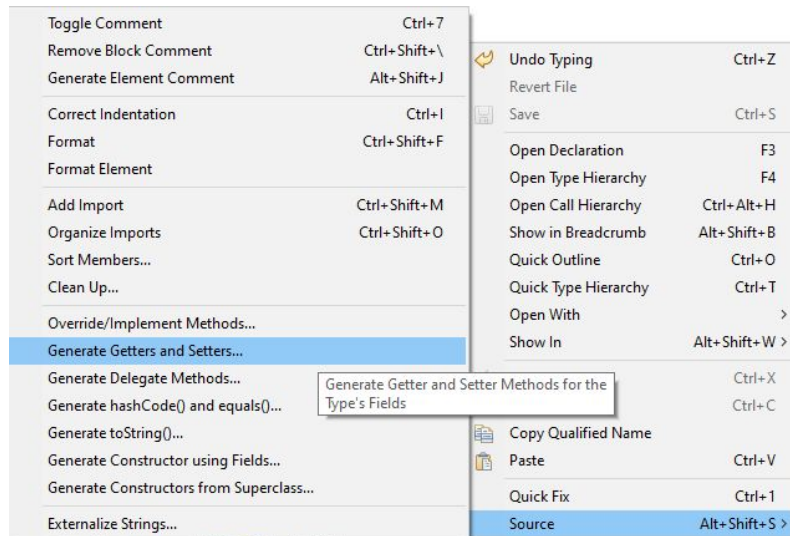 Toggle Comment Ctrl+7
Remove Block Comment Ctrl+Shift+\
Generate Element Comment Alt+Shift+J
Correct Indentation Ctrl+I
Format Ctrl+Shift+F
Format Element
Add Import Ctrl+Shift+M
Organize Imports Ctrl+Shift+O
Sort Members...
Clean Up...
Override/Implement Methods...
Generate Getters and Setters...
Generate Delegate Methods...
Generate hashCode() and equals()...
Generate toString()...
Generate Constructor using Fields...
Generate Constructors from Superclass...
Externalize Strings...
Generate Getter and Setter Methods for the
Type's Fields
Undo Typing Ctrl+Z
Revert File
Save Ctrl+S
Open Declaration F3
Open Type Hierarchy F4
Open Call Hierarchy Ctrl+Alt+H
Show in Breadcrumb Alt+Shift+B
Quick Outline Ctrl+O
Quick Type Hierarchy Ctrl+T
Open With >
Show In Alt+Shift+W >
Ctrl+X
Ctrl+C
Copy Qualified Name
Paste Ctrl+V
Quick Fix Ctrl+1
Source Alt+Shift+S >